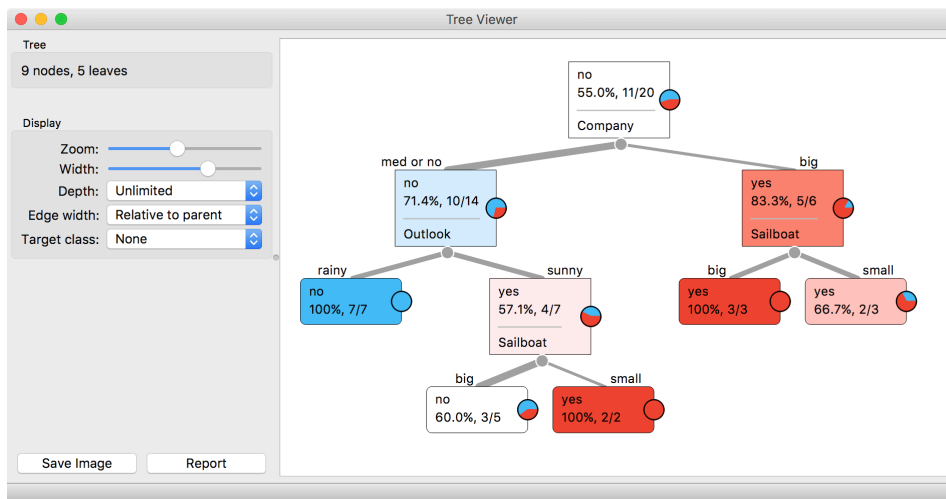 Tree Viewer
Tree
9 nodes, 5 leaves
Display
Zoom:
Width:
Depth: Unlimited
Edge width: Relative to parent
Target class: None
Save Image
Report
no
55.0%, 11/20
Company
med or no
big
no
71.4%, 10/14
Outlook
yes
83.3%, 5/6
Sailboat
rainy
sunny
big
small
no
100%, 7/7
yes
57.1%, 4/7
Sailboat
yes
100%, 3/3
yes
66.7%, 2/3
big
small
no
60.0%, 3/5
yes
100%, 2/2